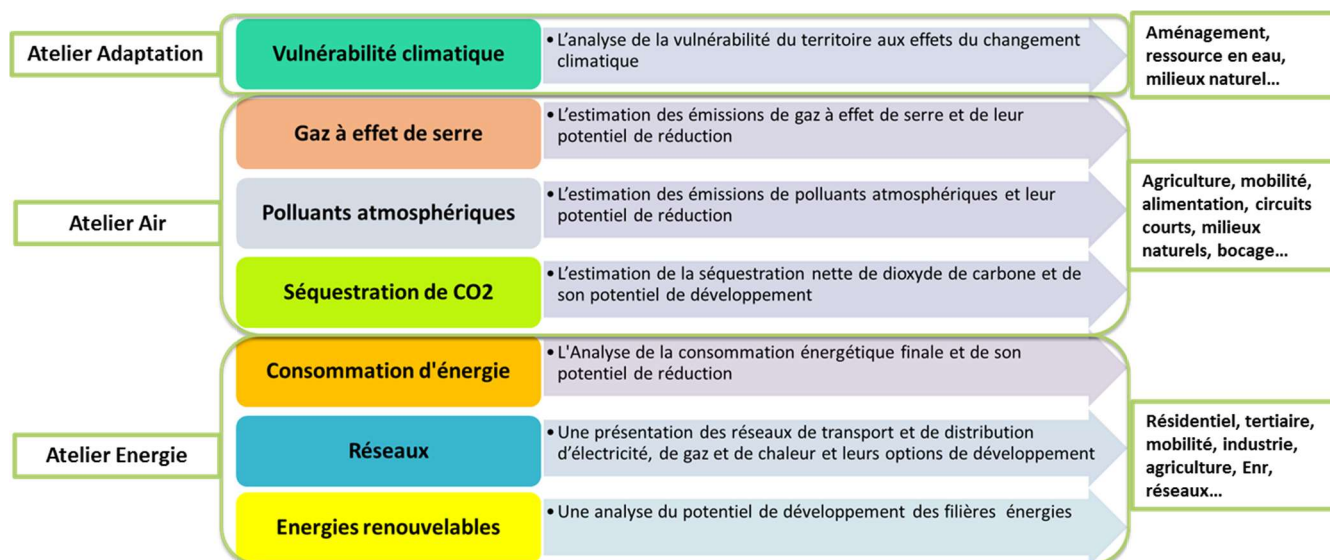 Atelier Adaptation
Vulnérabilité climatique
•L'analyse de la vulnérabilité du territoire aux effets du changement
climatique
Aménagement,
ressource en eau,
milieux naturel...
Atelier Air
Gaz à effet de serre
•L'estimation des émissions de gaz à effet de serre et de leur
potentiel de réduction
Polluants atmosphériques
•L'estimation des émissions de polluants atmosphériques et leur
potentiel de réduction
Séquestration de CO2
•L'estimation de la séquestration nette de dioxyde de carbone et de
son potentiel de développement
Agriculture, mobilité,
alimentation, circuits
courts, milieux
naturels, bocage...
Atelier Energie
Consommation d'énergie
•L'Analyse de la consommation énergétique finale et de son
potentiel de réduction
Réseaux
•Une présentation des réseaux de transport et de distribution
d'électricité, de gaz et de chaleur et leurs options de développement
Energies renouvelables
•Une analyse du potentiel de développement des filières énergies
Résidentiel, tertiaire,
mobilité, industrie,
agriculture, Enr,
réseaux...